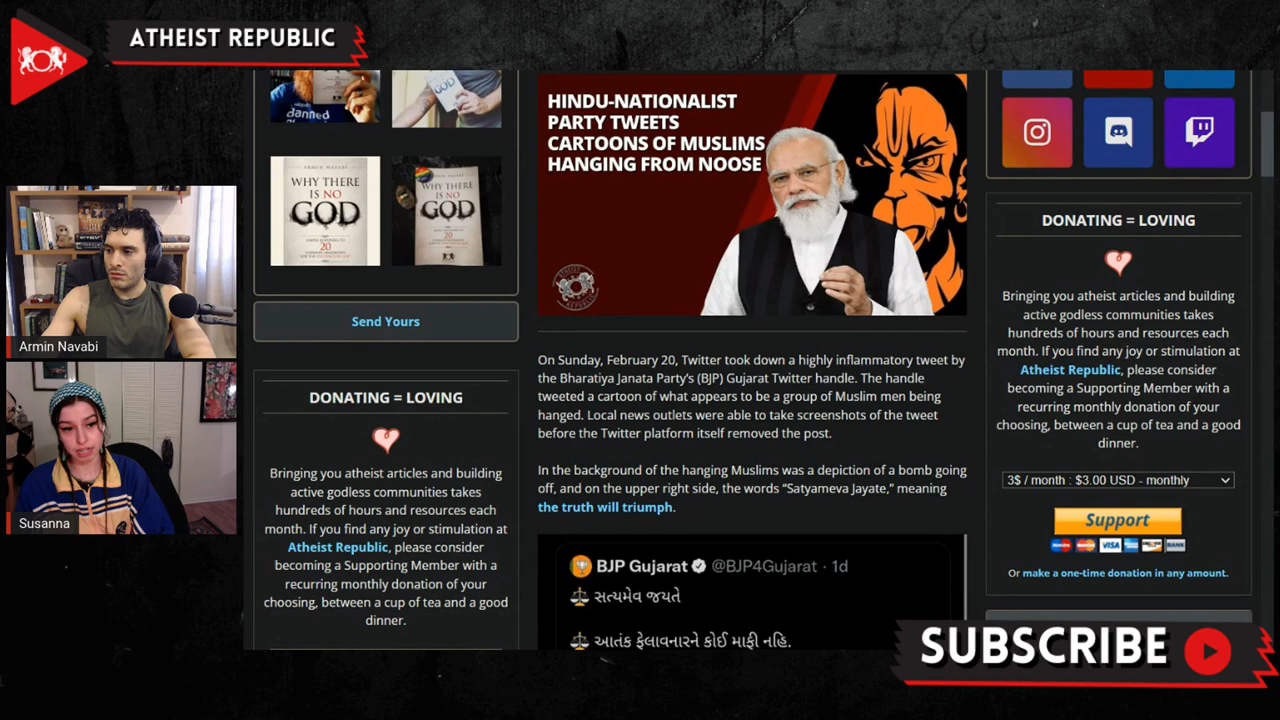 ATHEIST REPUBLIC
Armin Navabi
Susanna
Banned
GOD
ARMIN NAVABI
WHY THERE
IS NO
GOD
20
WHY THERE
IS NO
GOD
20
Send Yours
DONATING = LOVING
Bringing you atheist articles and building
active godless communities takes
hundreds of hours and resources each
month. If you find any joy or stimulation at
Atheist Republic, please consider
becoming a Supporting Member with a
recurring monthly donation of your
choosing, between a cup of tea and a good
dinner.
HINDU-NATIONALIST
PARTY TWEETS
CARTOONS OF MUSLIMS
HANGING FROM NOOSE
ATHEIST
REPUBLIC
On Sunday, February 20, Twitter took down a highly inflammatory tweet by
the Bharatiya Janata Party’s (BJP) Gujarat Twitter handle. The handle
tweeted a cartoon of what appears to be a group of Muslim men being
hanged. Local news outlets were able to take screenshots of the tweet
before the Twitter platform itself removed the post.
In the background of the hanging Muslims was a depiction of a bomb going
off, and on the upper right side, the words “Satyameva Jayate,” meaning
the truth will triumph.
BJP Gujarat @BJP4Gujarat · 1d
સત્યમેવ જયતે
આતંક ફેલાવનારને કોઈ માફી નહિ.
DONATING = LOVING
Bringing you atheist articles and building
active godless communities takes
hundreds of hours and resources each
month. If you find any joy or stimulation at
Atheist Republic, please consider
becoming a Supporting Member with a
recurring monthly donation of your
choosing, between a cup of tea and a good
dinner.
3$ / month : $3.00 USD - monthly
Support
VISA
BANK
Or make a one-time donation in any amount.
SUBSCRIBE